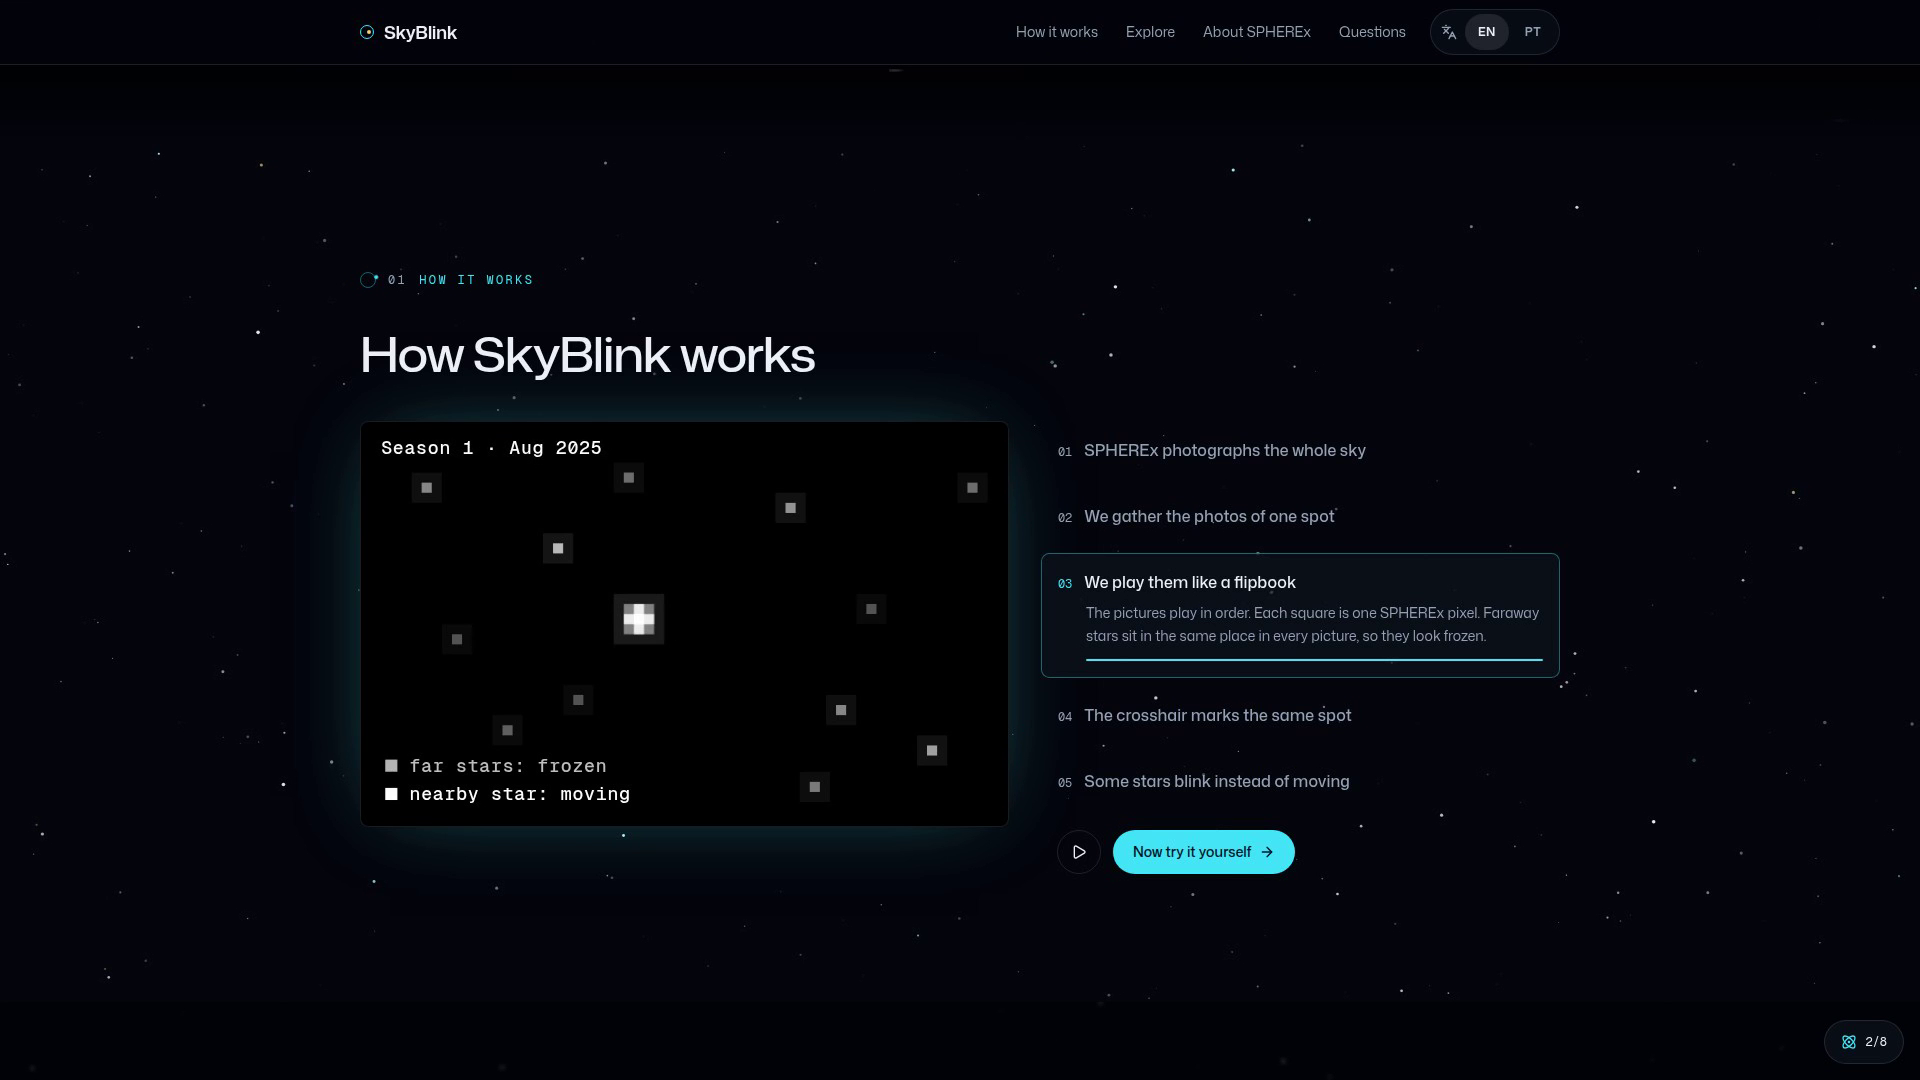 SkyBlink
How it works
Explore
About SPHEREx
Questions
EN
PT
01 HOW IT WORKS
How SkyBlink works
Season 1 · Aug 2025
far stars: frozen
nearby star: moving
01 SPHEREx photographs the whole sky
02 We gather the photos of one spot
03 We play them like a flipbook
The pictures play in order. Each square is one SPHEREx pixel. Faraway
stars sit in the same place in every picture, so they look frozen.
04 The crosshair marks the same spot
05 Some stars blink instead of moving
Now try it yourself
2/8